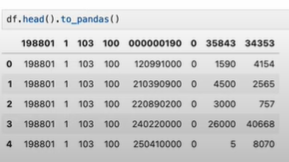 df.head().to_pandas()
198801 1 103 100 000000190 0 35843 34353
0 198801 1 103 100 120991000 0 1590 4154
1 198801 1 103 100 210390900 0 4500 2565
2 198801 1 103 100 220890200 0 3000 757
3 198801 1 103 100 240220000 0 26000 40668
4 198801 1 103 100 250410000 0 5 8070